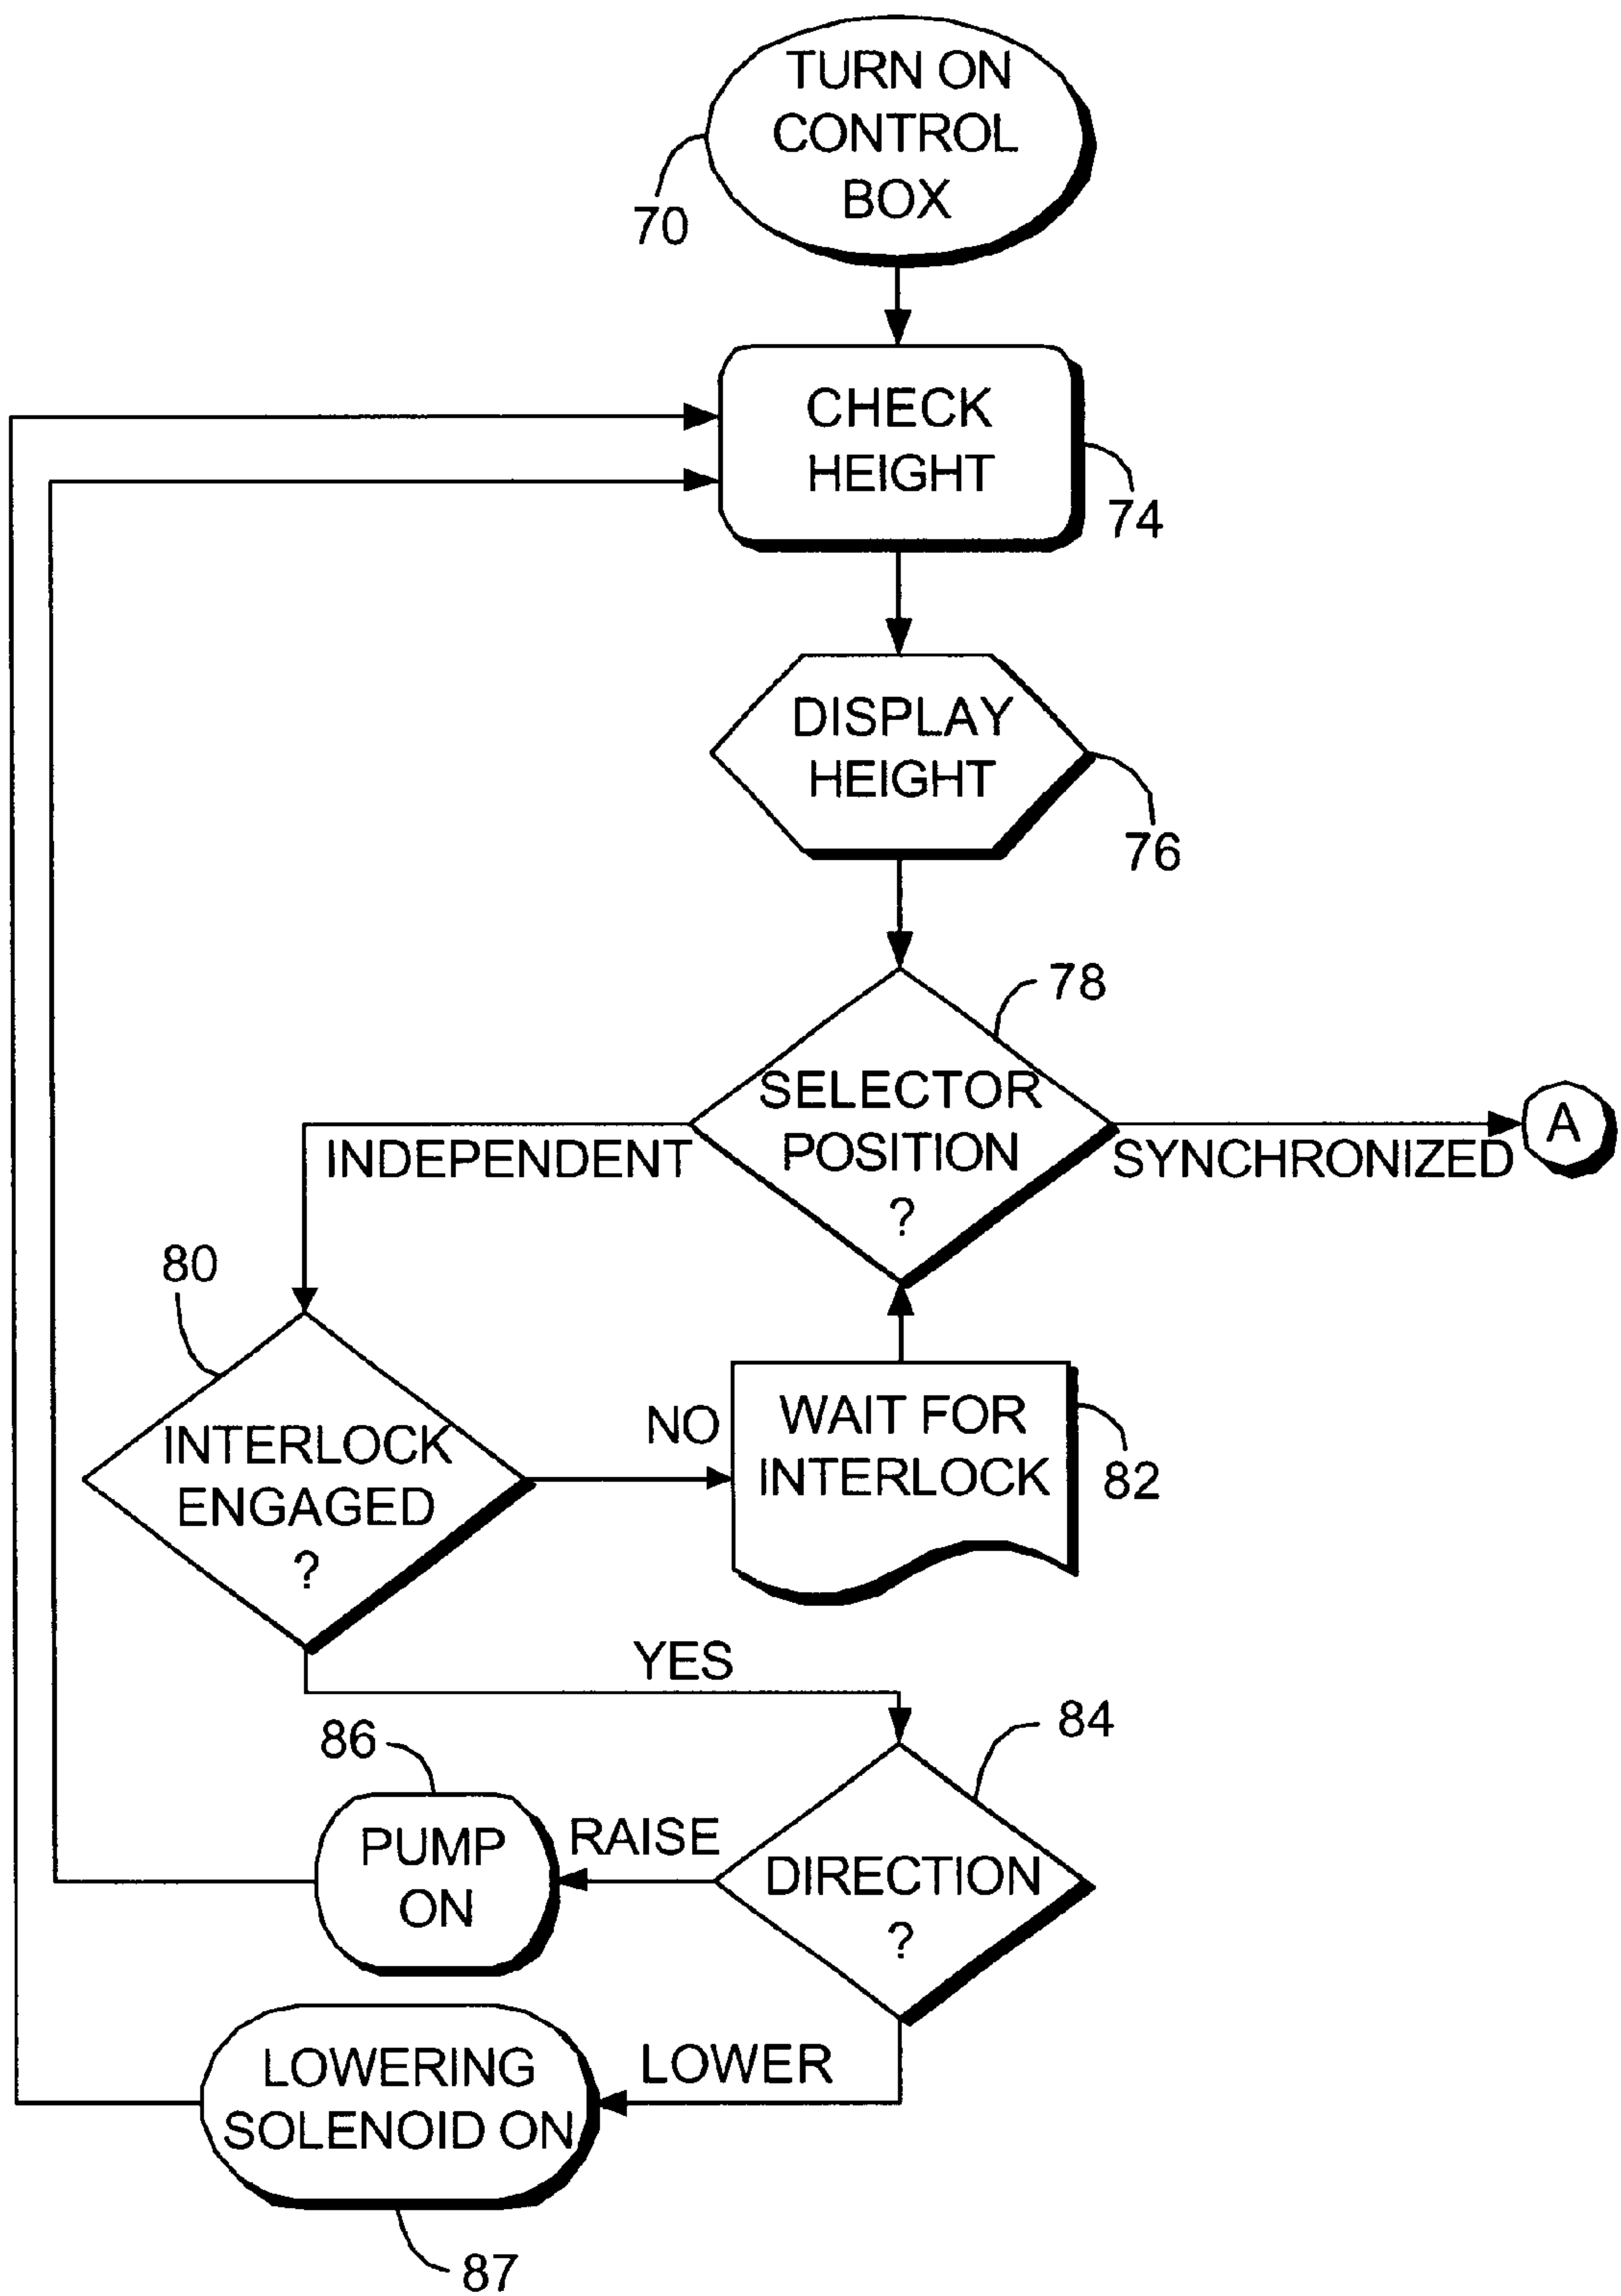 TURN ON
CONTROL
BOX
70
CHECK
HEIGHT
74
DISPLAY
HEIGHT
76
78
SELECTOR
POSITION
?
INDEPENDENT
SYNCHRONIZED
A
80
INTERLOCK
ENGAGED
?
NO
WAIT FOR
INTERLOCK
82
YES
84
86
PUMP
ON
RAISE
DIRECTION
?
LOWERING
SOLENOID ON
LOWER
87